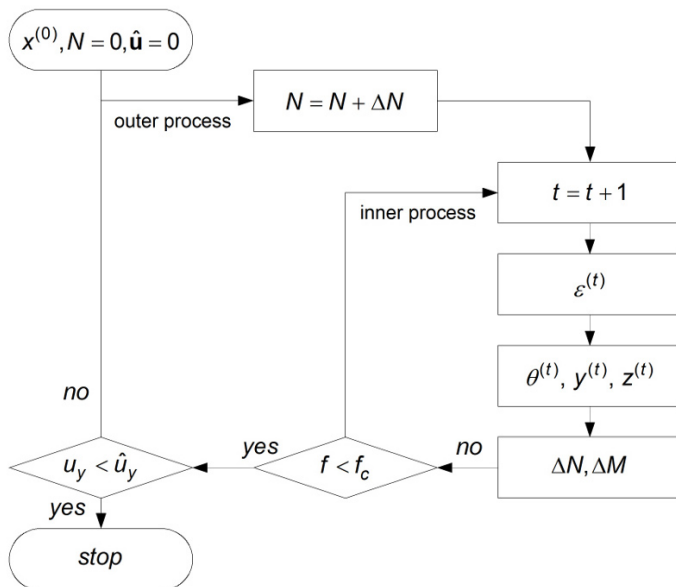 x^(0), N = 0, û = 0
outer process
N = N + ΔN
t = t + 1
inner process
ε^(t)
θ^(t), y^(t), z^(t)
no
u_y < û_y
yes
f < f_c
no
ΔN, ΔM
yes
stop